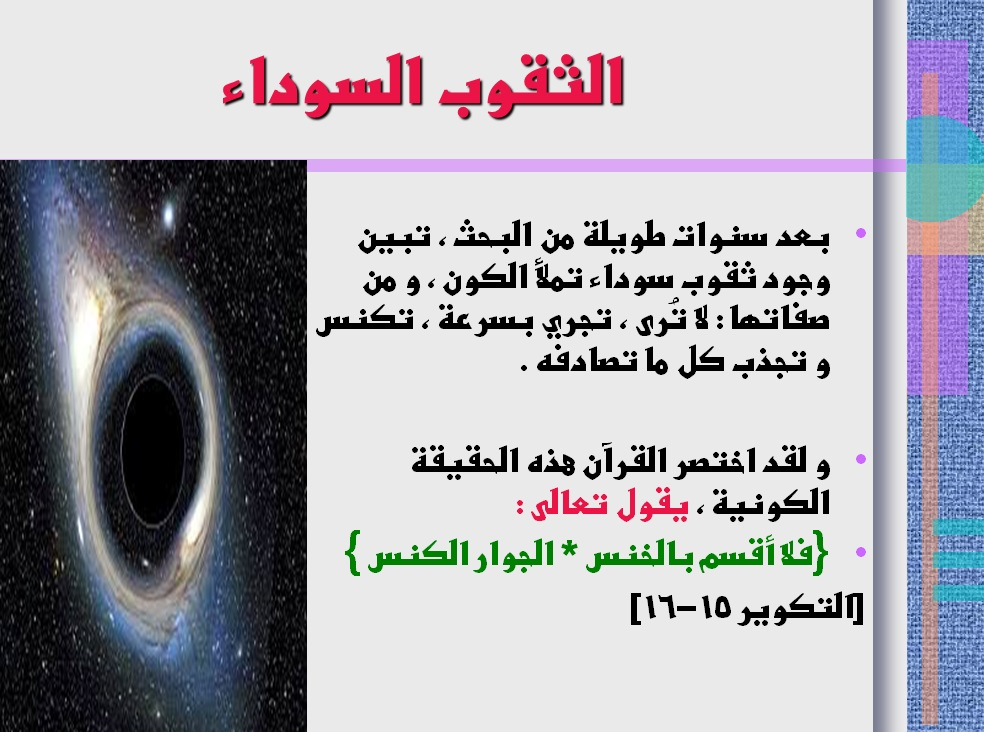 الثقوب السوداء
• بعد سنوات طويلة من البحث ، تبين
وجود ثقوب سوداء تملأ الكون ، و من
صفاتها : لا تُرى ، تجري بسرعة ، تكنس
و تجذب كل ما تصادفه .
• و لقد اختصر القرآن هذه الحقيقة
الكونية ، يقول تعالى :
• {فلا أقسم بالخنس * الجوار الكنس }
[التكوير ١٥-١٦]